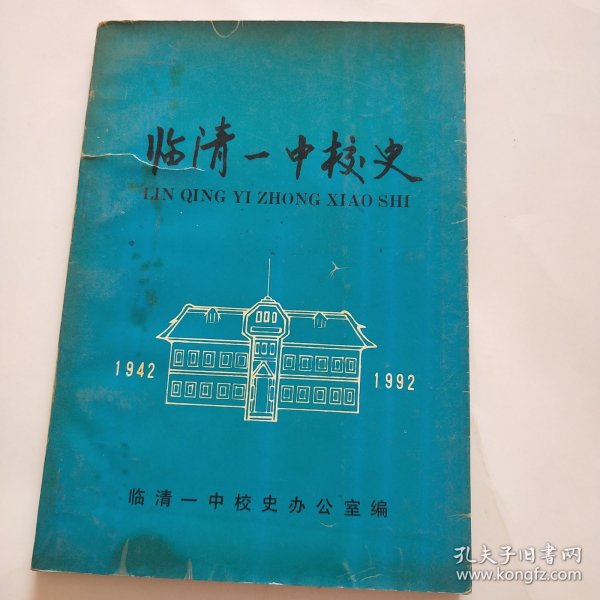 临清一中校史
LIN QING YI ZHONG XIAO SHI
1942
1992
临清一中校史办公室编
孔夫子旧书网
www.kongfz.com